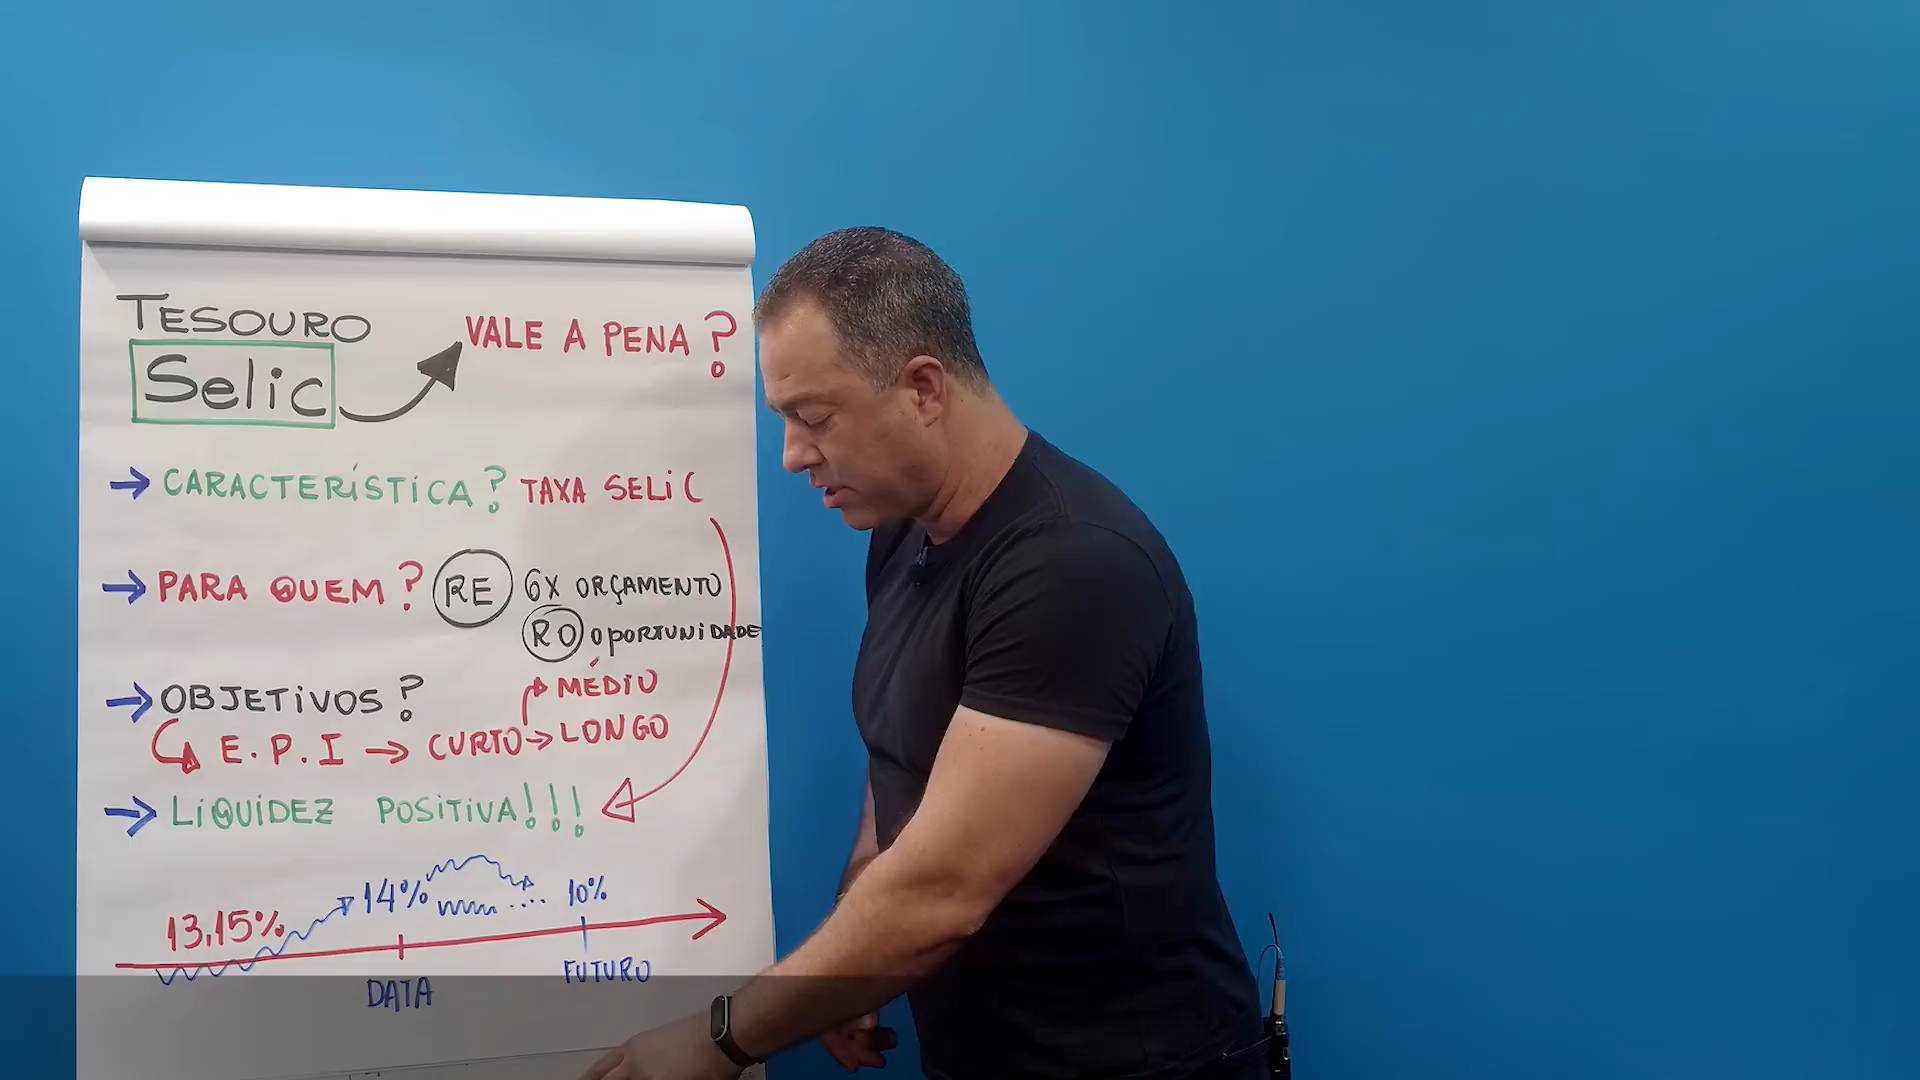 TESOURO
Selic
VALE A PENA?
CARACTERÍSTICA? TAXA SELIC
PARA QUEM? RE 6X ORÇAMENTO
RO OPORTUNIDADE
OBJETIVOS? MÉDIO
E.P.I CURTO LONGO
LIQUIDEZ POSITIVA!!!
13,15% 14% .... 10%
DATA FUTURO